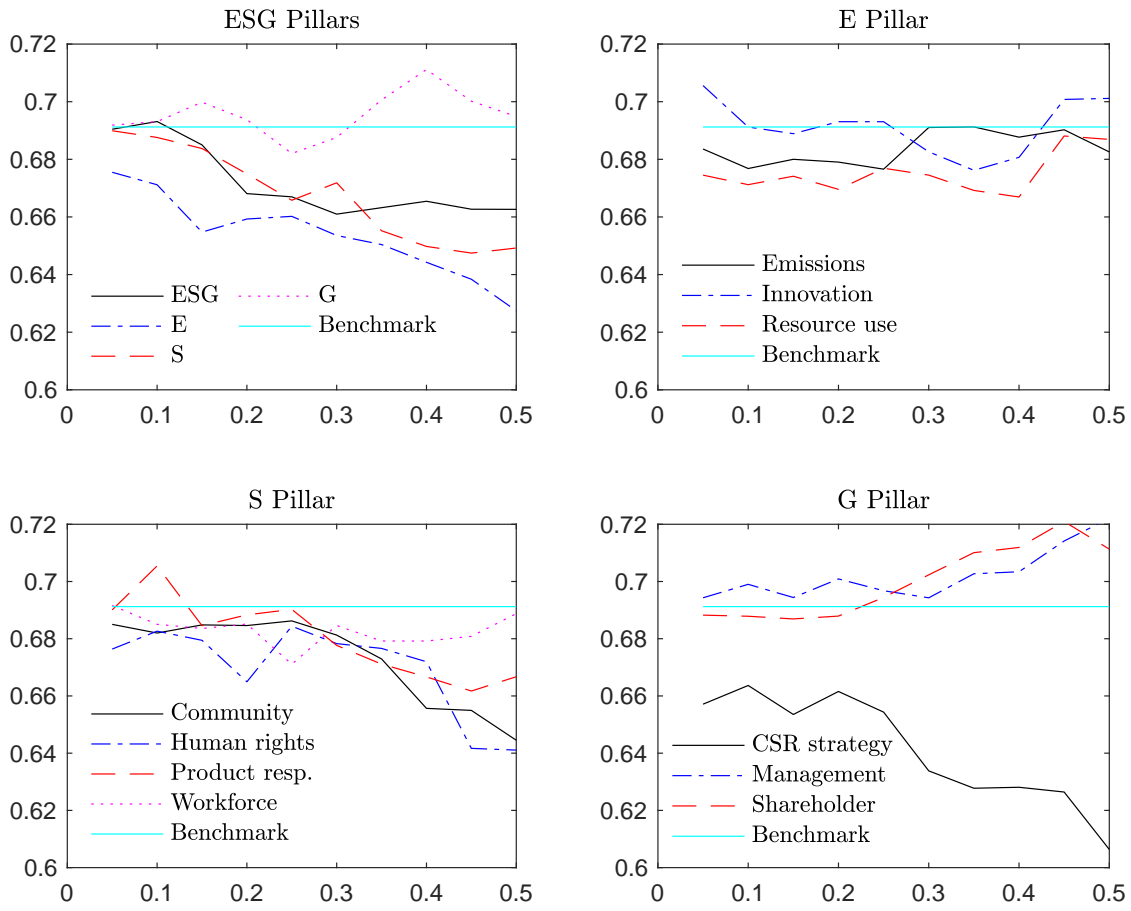 ESG Pillars
0.72
0.7
0.68
0.66
0.64
0.62
0.6
0 0.1 0.2 0.3 0.4 0.5
ESG
E
S
G
Benchmark
E Pillar
0.72
0.7
0.68
0.66
0.64
0.62
0.6
0 0.1 0.2 0.3 0.4 0.5
Emissions
Innovation
Resource use
Benchmark
S Pillar
0.72
0.7
0.68
0.66
0.64
0.62
0.6
0 0.1 0.2 0.3 0.4 0.5
Community
Human rights
Product resp.
Workforce
Benchmark
G Pillar
0.72
0.7
0.68
0.66
0.64
0.62
0.6
0 0.1 0.2 0.3 0.4 0.5
CSR strategy
Management
Shareholder
Benchmark